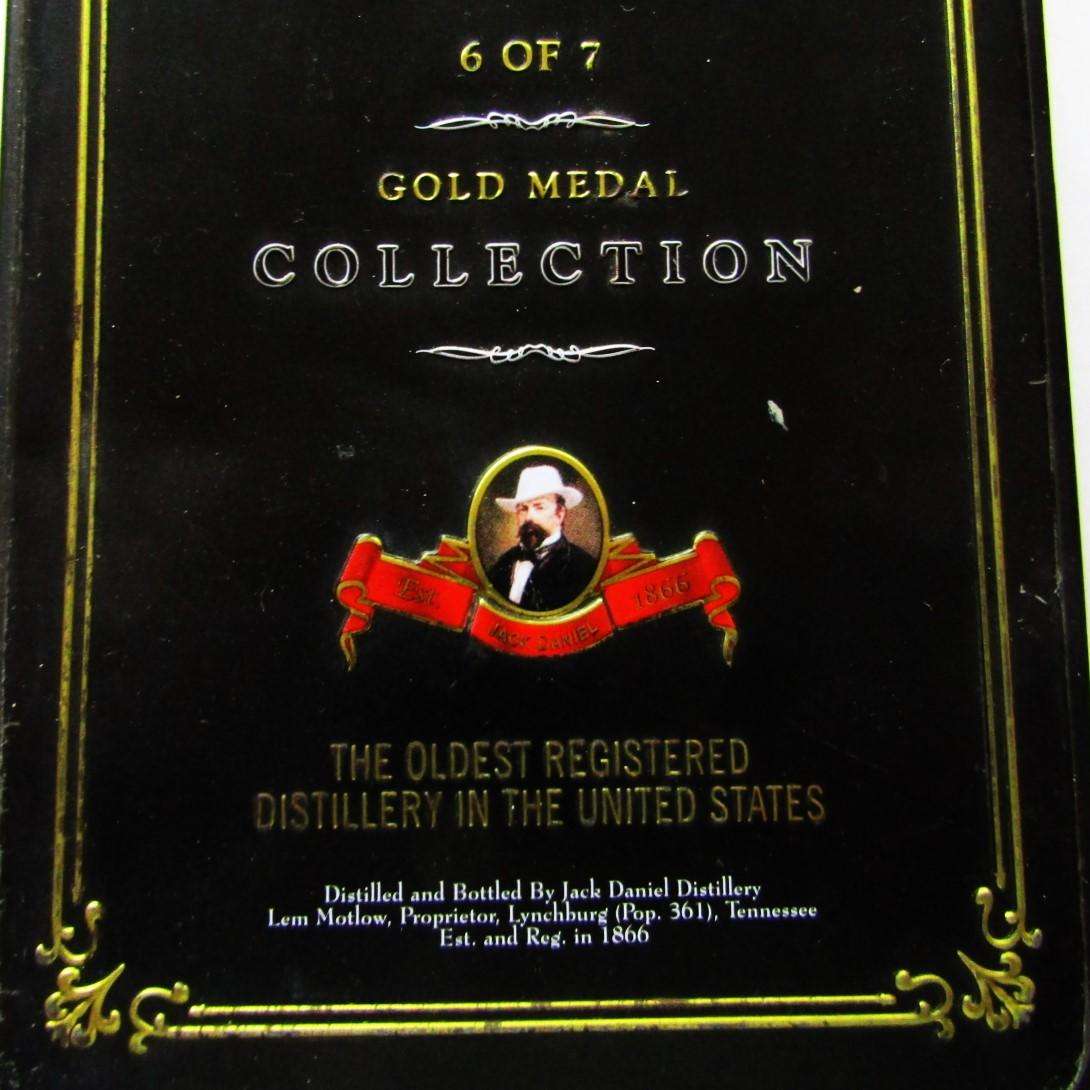 6 OF 7
GOLD MEDAL
COLLECTION
Est. 1866
JACK DANIEL
THE OLDEST REGISTERED
DISTILLERY IN THE UNITED STATES
Distilled and Bottled By Jack Daniel Distillery
Lem Motlow, Proprietor, Lynchburg (Pop. 361), Tennessee
Est. and Reg. in 1866